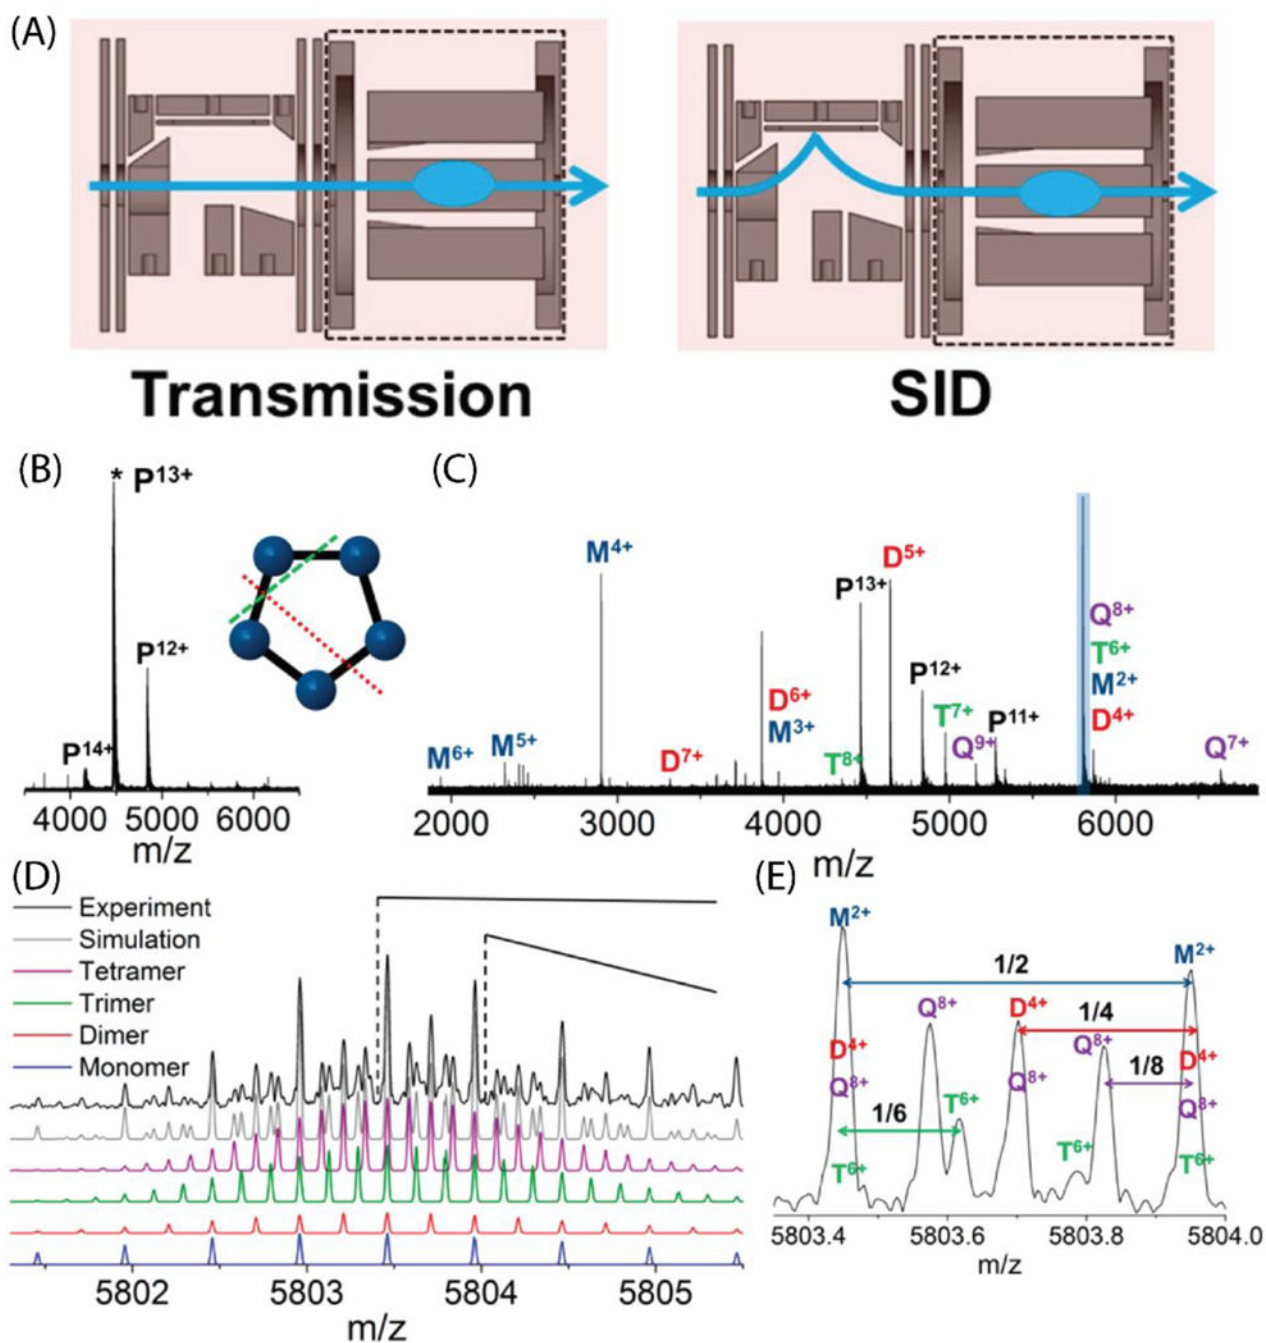 (A)
Transmission
SID
(B)
* P13+
P12+
P14+
4000 5000 6000
m/z
(C)
M4+
D5+
P13+
Q8+
T6+
M2+
D4+
P12+
D6+
M3+
T7+
P11+
M6+
M5+
D7+
T8+
Q9+
Q7+
2000 3000 4000 5000 6000
m/z
(D)
Experiment
Simulation
Tetramer
Trimer
Dimer
Monomer
5802 5803 5804 5805
m/z
(E)
M2+
M2+
1/2
Q8+
D4+
1/4
Q8+
D4+
D4+
1/8
Q8+
Q8+
Q8+
T6+
1/6
T6+
T6+
T6+
5803.4 5803.6 5803.8 5804.0
m/z